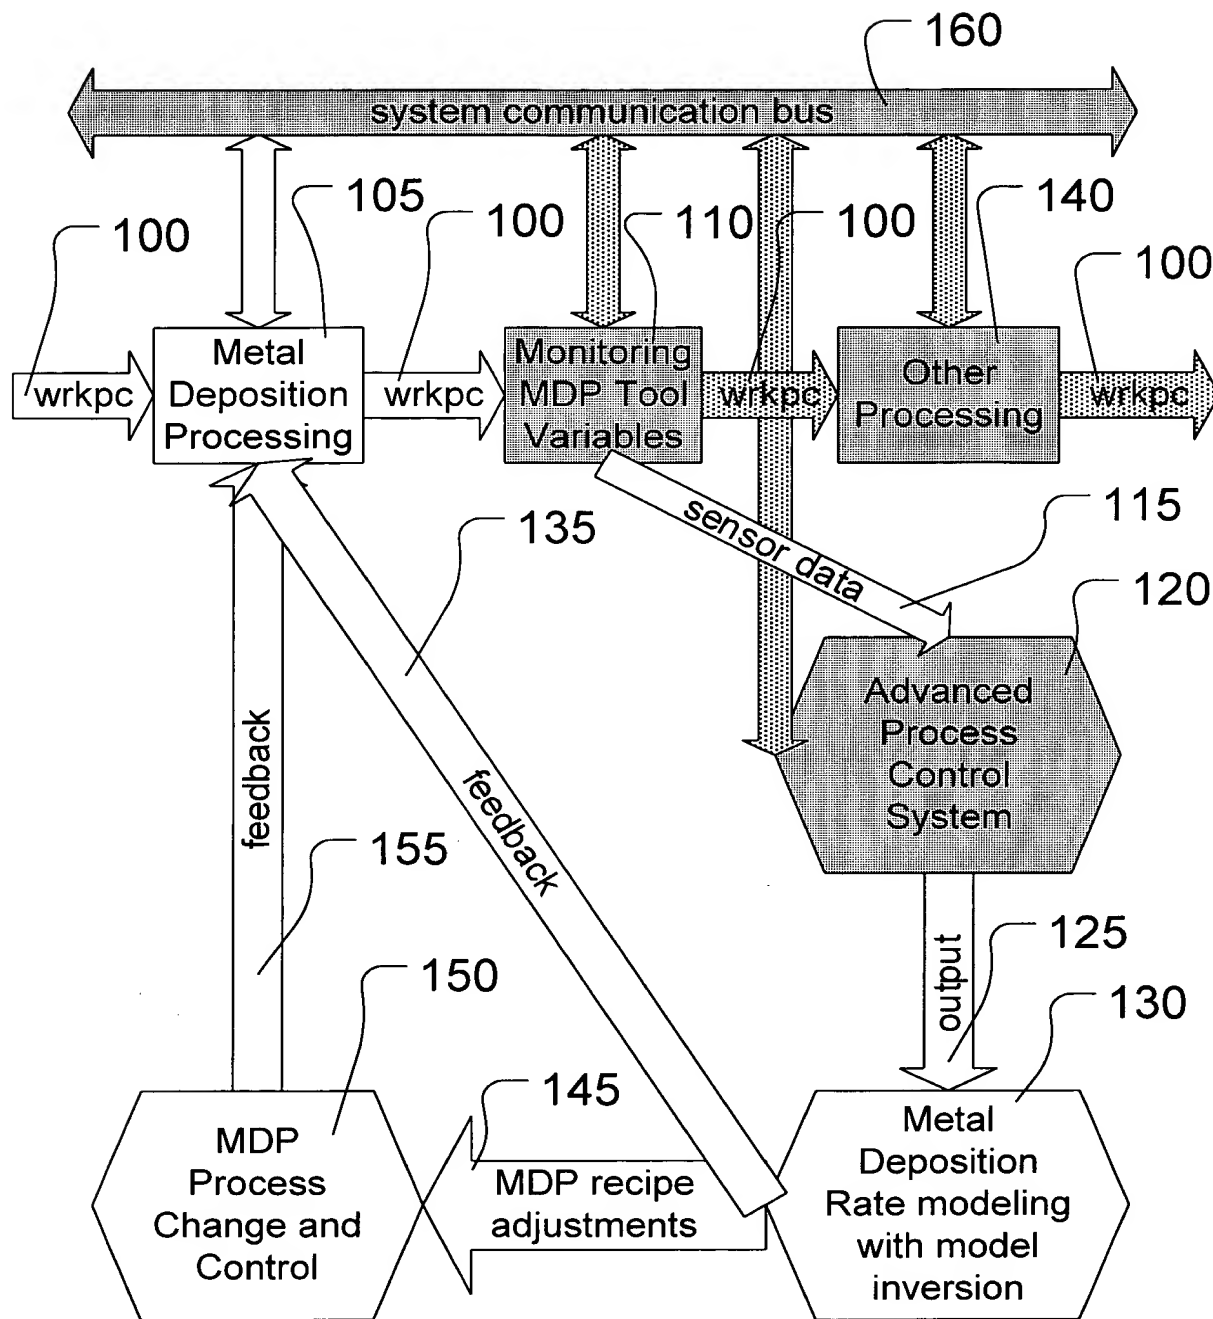 160
system communication bus
105
110
140
100
100
100
100
wrkpc
Metal
Deposition
Processing
wrkpc
Monitoring
MDP Tool
Variables
wrkpc
Other
Processing
wrkpc
sensor data
115
135
120
Advanced
Process
Control
System
feedback
feedback
155
output
125
150
130
145
MDP
Process
Change and
Control
MDP recipe
adjustments
Metal
Deposition
Rate modeling
with model
inversion